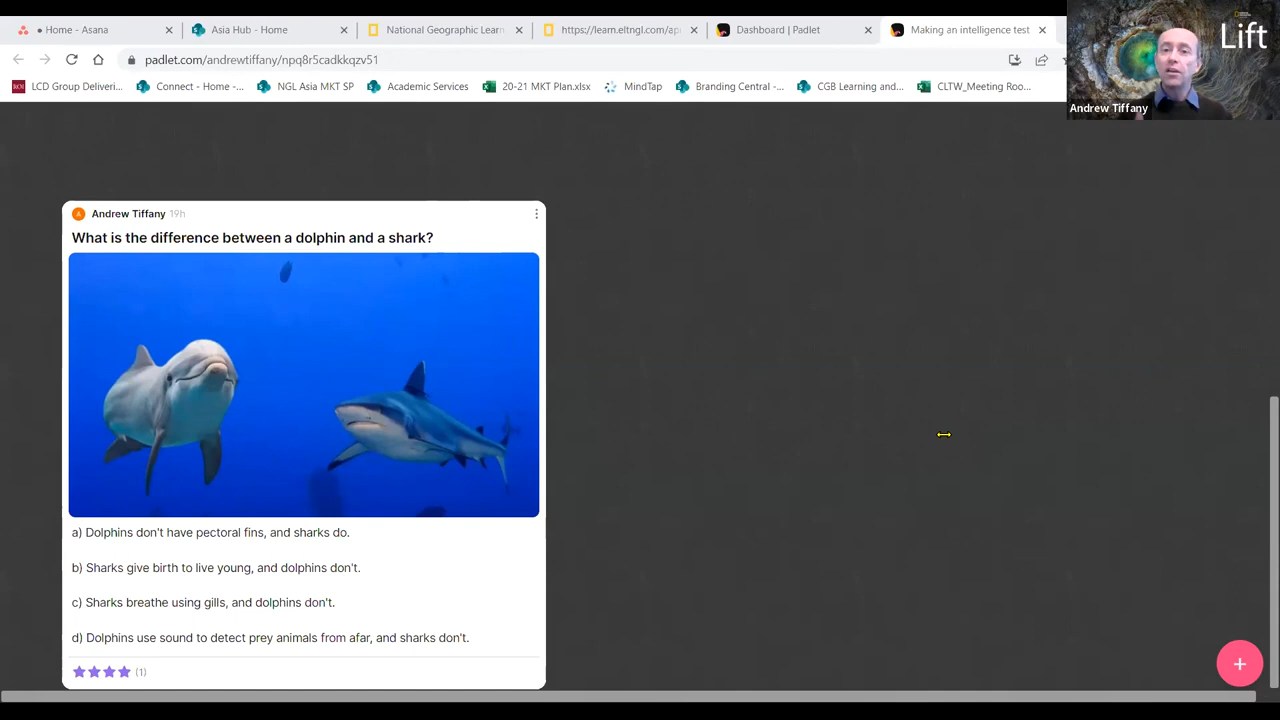 Home - Asana
Asia Hub - Home
National Geographic Learn
https://learn.eltngl.com/ap
Dashboard | Padlet
Making an intelligence test
padlet.com/andrewtiffany/npq8f3cadkkqzv51
LCD Group Deliveri...
Connect - Home -...
NGL Asia MKT SP
Academic Services
20-21 MKT Plan.xlsx
MindTap
Branding Central -...
CGB Learning and...
CLTW_Meeting Roo...
Lift
Andrew Tiffany
Andrew Tiffany 19h
What is the difference between a dolphin and a shark?
a) Dolphins don't have pectoral fins, and sharks do.
b) Sharks give birth to live young, and dolphins don't.
c) Sharks breathe using gills, and dolphins don't.
d) Dolphins use sound to detect prey animals from afar, and sharks don't.
(1)